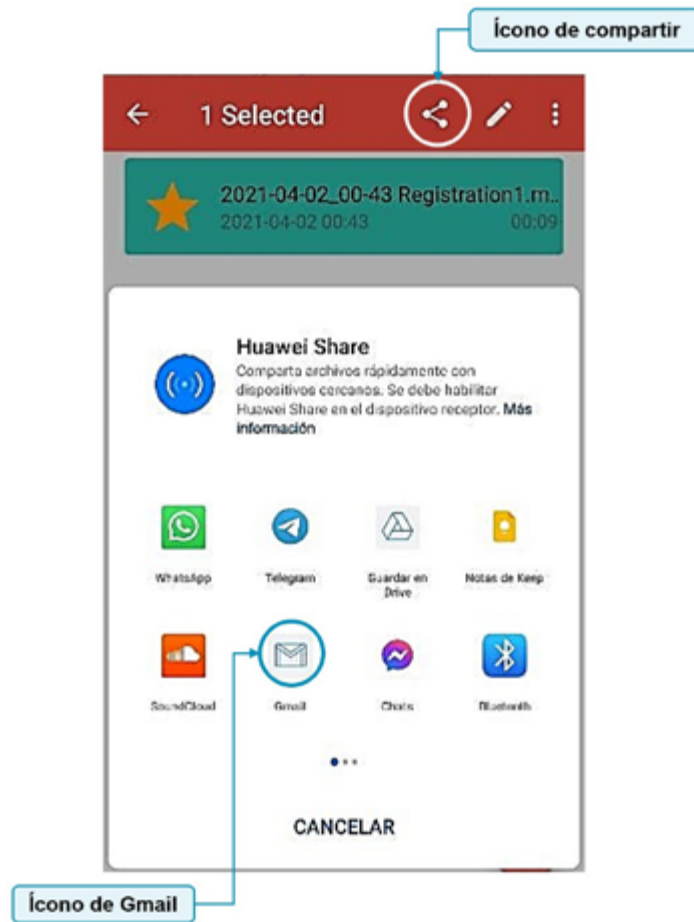 Ícono de compartir
1 Selected
2021-04-02_00-43 Registration1.m..
2021-04-02 00:43 00:09
Huawei Share
Comparta archivos rápidamente con
dispositivos cercanos. Se debe habilitar
Huawei Share en el dispositivo receptor. Más
información
WhatsApp Telegram Guardar en Notas de Keep
Drive
SoundCloud Gmail Chats Bluetooth
CANCELAR
Ícono de Gmail